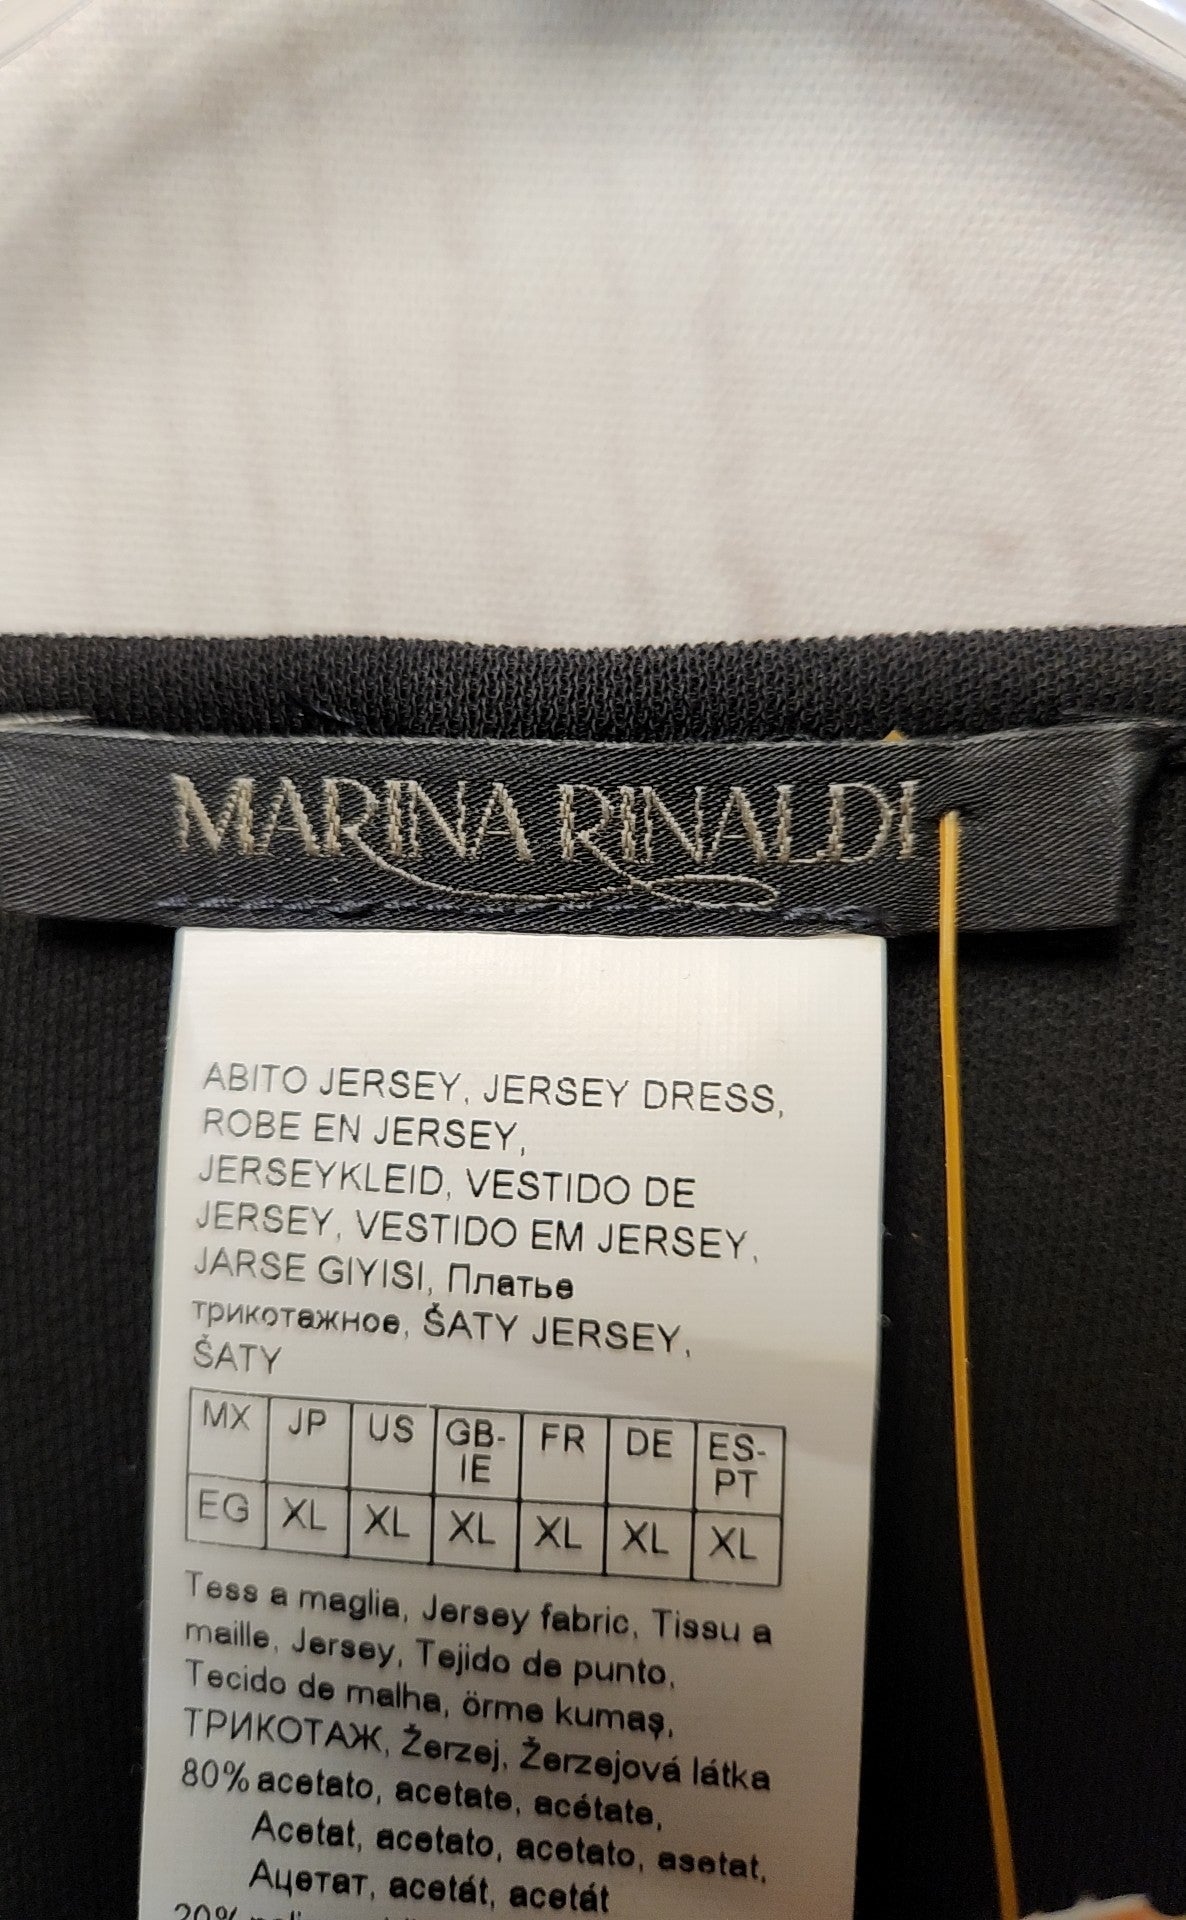 MARINA RINALDI
ABITO JERSEY, JERSEY DRESS,
ROBE EN JERSEY,
JERSEYKLEID, VESTIDO DE
JERSEY, VESTIDO EM JERSEY,
JARSE GIYISI, Платье
трикотажное, ŠATY JERSEY,
ŠATY
MX JP US GB-IE FR DE ES-PT
EG XL XL XL XL XL XL
Tess a maglia, Jersey fabric, Tissu a
maille, Jersey, Tejido de punto,
Tecido de malha, örme kumaş,
ТРИКОТАЖ, Žerzej, Žerzejová látka
80% acetato, acetate, acétate,
Acetat, acetato, acetato, asetat,
Ацетат, acetát, acetát
20%